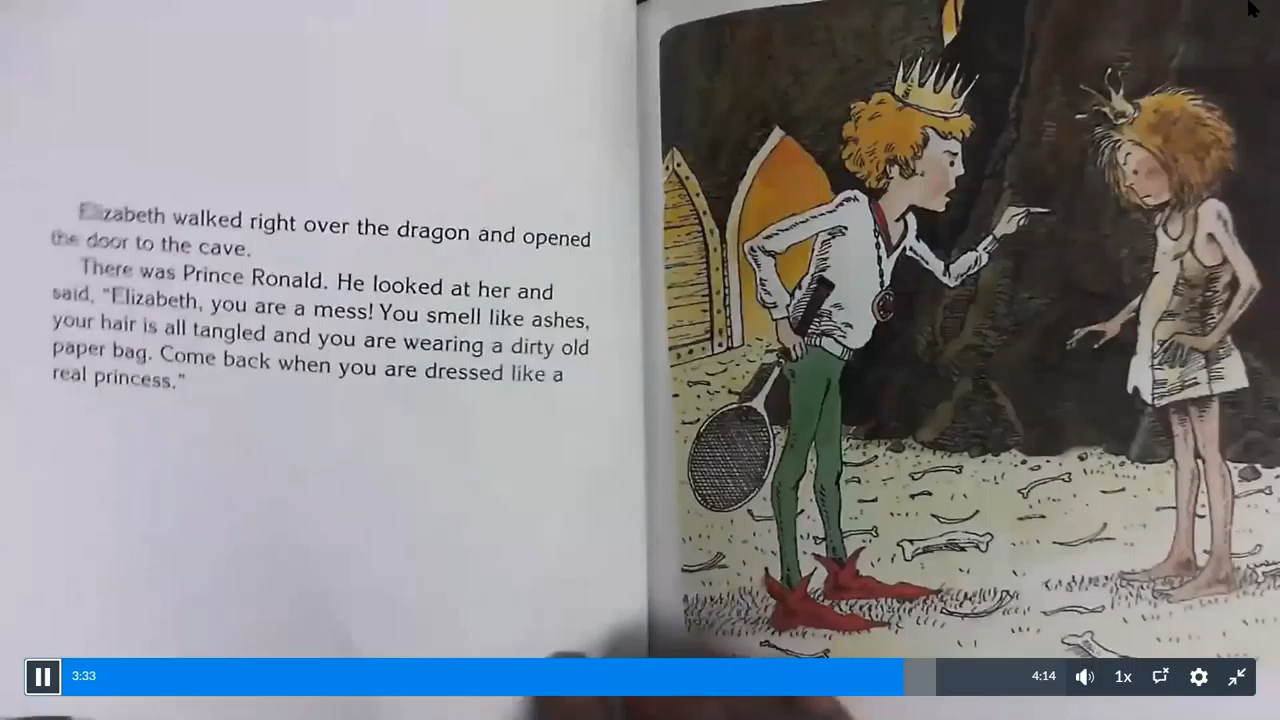 Elizabeth walked right over the dragon and opened
the door to the cave.
There was Prince Ronald. He looked at her and
said, "Elizabeth, you are a mess! You smell like ashes,
your hair is all tangled and you are wearing a dirty old
paper bag. Come back when you are dressed like a
real princess."
3:33
4:14
1x